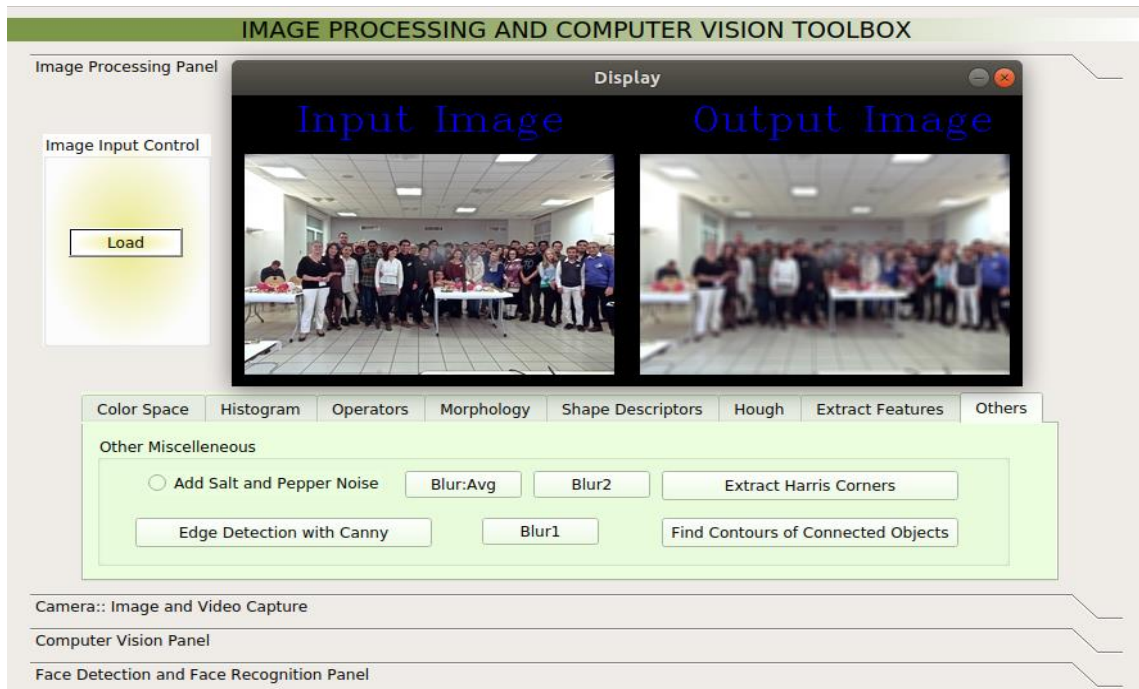 IMAGE PROCESSING AND COMPUTER VISION TOOLBOX
Image Processing Panel
Display
Input Image
Output Image
Image Input Control
Load
Color Space
Histogram
Operators
Morphology
Shape Descriptors
Hough
Extract Features
Others
Other Miscelleneous
Add Salt and Pepper Noise
Blur:Avg
Blur2
Extract Harris Corners
Edge Detection with Canny
Blur1
Find Contours of Connected Objects
Camera:: Image and Video Capture
Computer Vision Panel
Face Detection and Face Recognition Panel